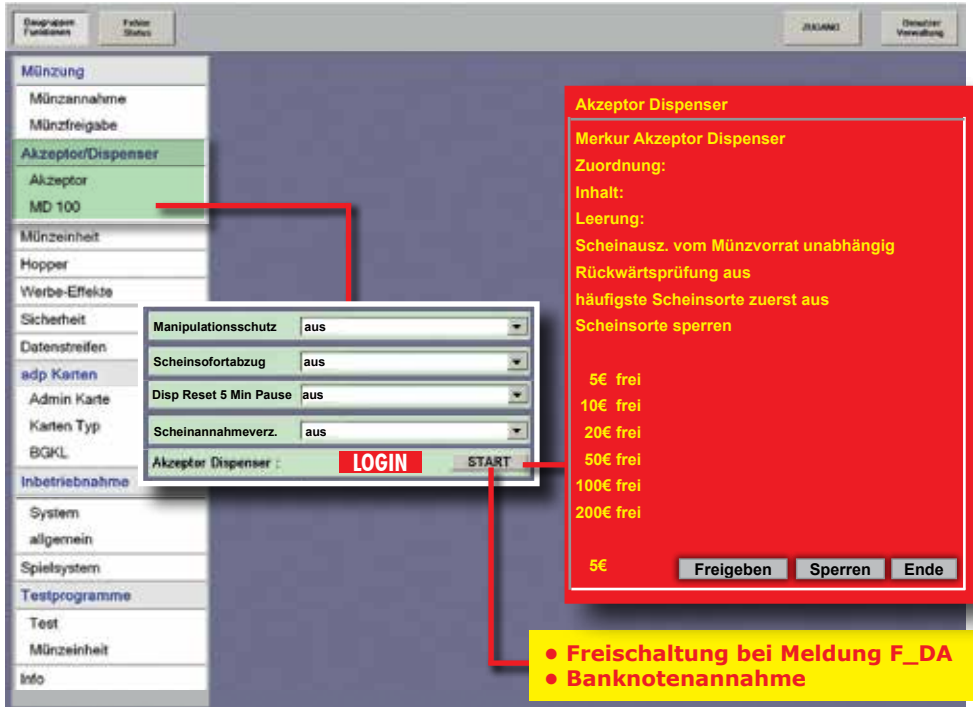 Baugruppen
Funktionen
Fehler
Status
ZUGANG
Benutzer
Verwaltung
Münzung
Münzannahme
Münzfreigabe
Akzeptor/Dispenser
Akzeptor
MD 100
Münzeinheit
Hopper
Werbe-Effekte
Sicherheit
Datenstreifen
adp Karten
Admin Karte
Karten Typ
BGKL
Inbetriebnahme
System
allgemein
Spielsystem
Testprogramme
Test
Münzeinheit
Info
Manipulationsschutz aus
Scheinsofortabzug aus
Disp Reset 5 Min Pause aus
Scheinannahmeverz. aus
Akzeptor Dispenser : LOGIN START
Akzeptor Dispenser
Merkur Akzeptor Dispenser
Zuordnung:
Inhalt:
Leerung:
Scheinausz. vom Münzvorrat unabhängig
Rückwärtsprüfung aus
häufigste Scheinsorte zuerst aus
Scheinsorte sperren
5€ frei
10€ frei
20€ frei
50€ frei
100€ frei
200€ frei
5€ Freigeben Sperren Ende
• Freischaltung bei Meldung F_DA
• Banknotenannahme